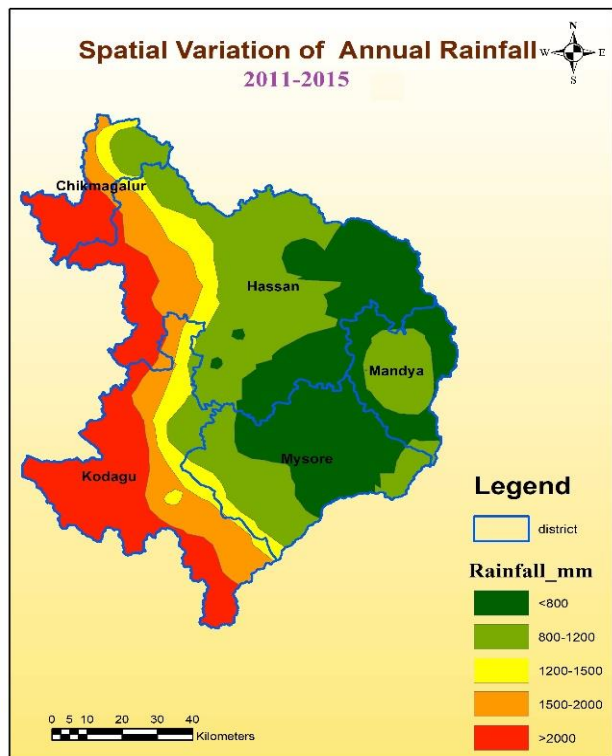 Spatial Variation of Annual Rainfall
2011-2015
N
W E
S
Chikmagalur
Hassan
Mandya
Mysore
Kodagu
Legend
district
Rainfall_mm
<800
800-1200
1200-1500
1500-2000
>2000
0 5 10 20 30 40
Kilometers